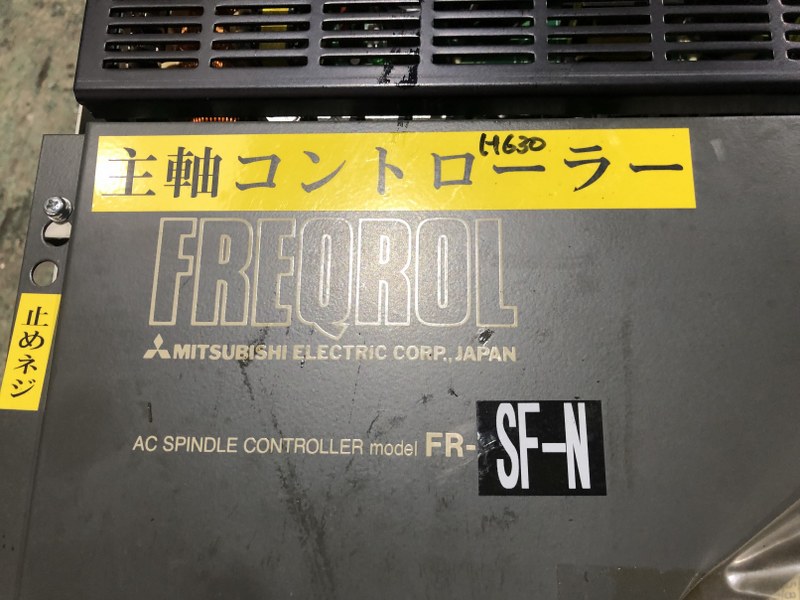 H630
主軸コントローラー
FREQROL
MITSUBISHI ELECTRIC CORP., JAPAN
止めネジ
AC SPINDLE CONTROLLER model FR-SF-N